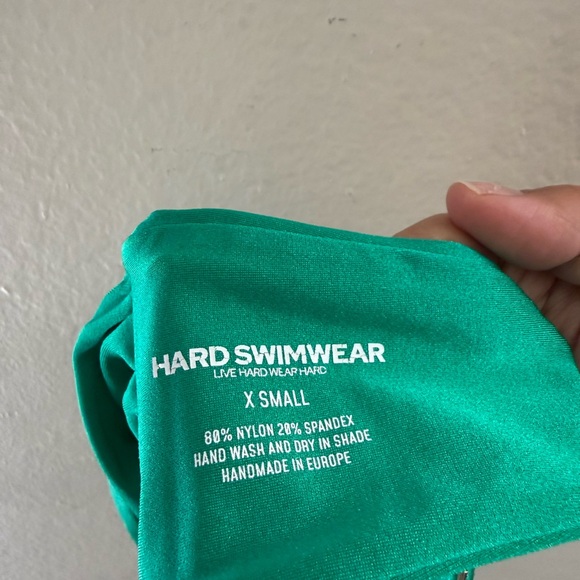 HARD SWIMWEAR
LIVE HARD WEAR HARD
X SMALL
80% NYLON 20% SPANDEX
HAND WASH AND DRY IN SHADE
HANDMADE IN EUROPE